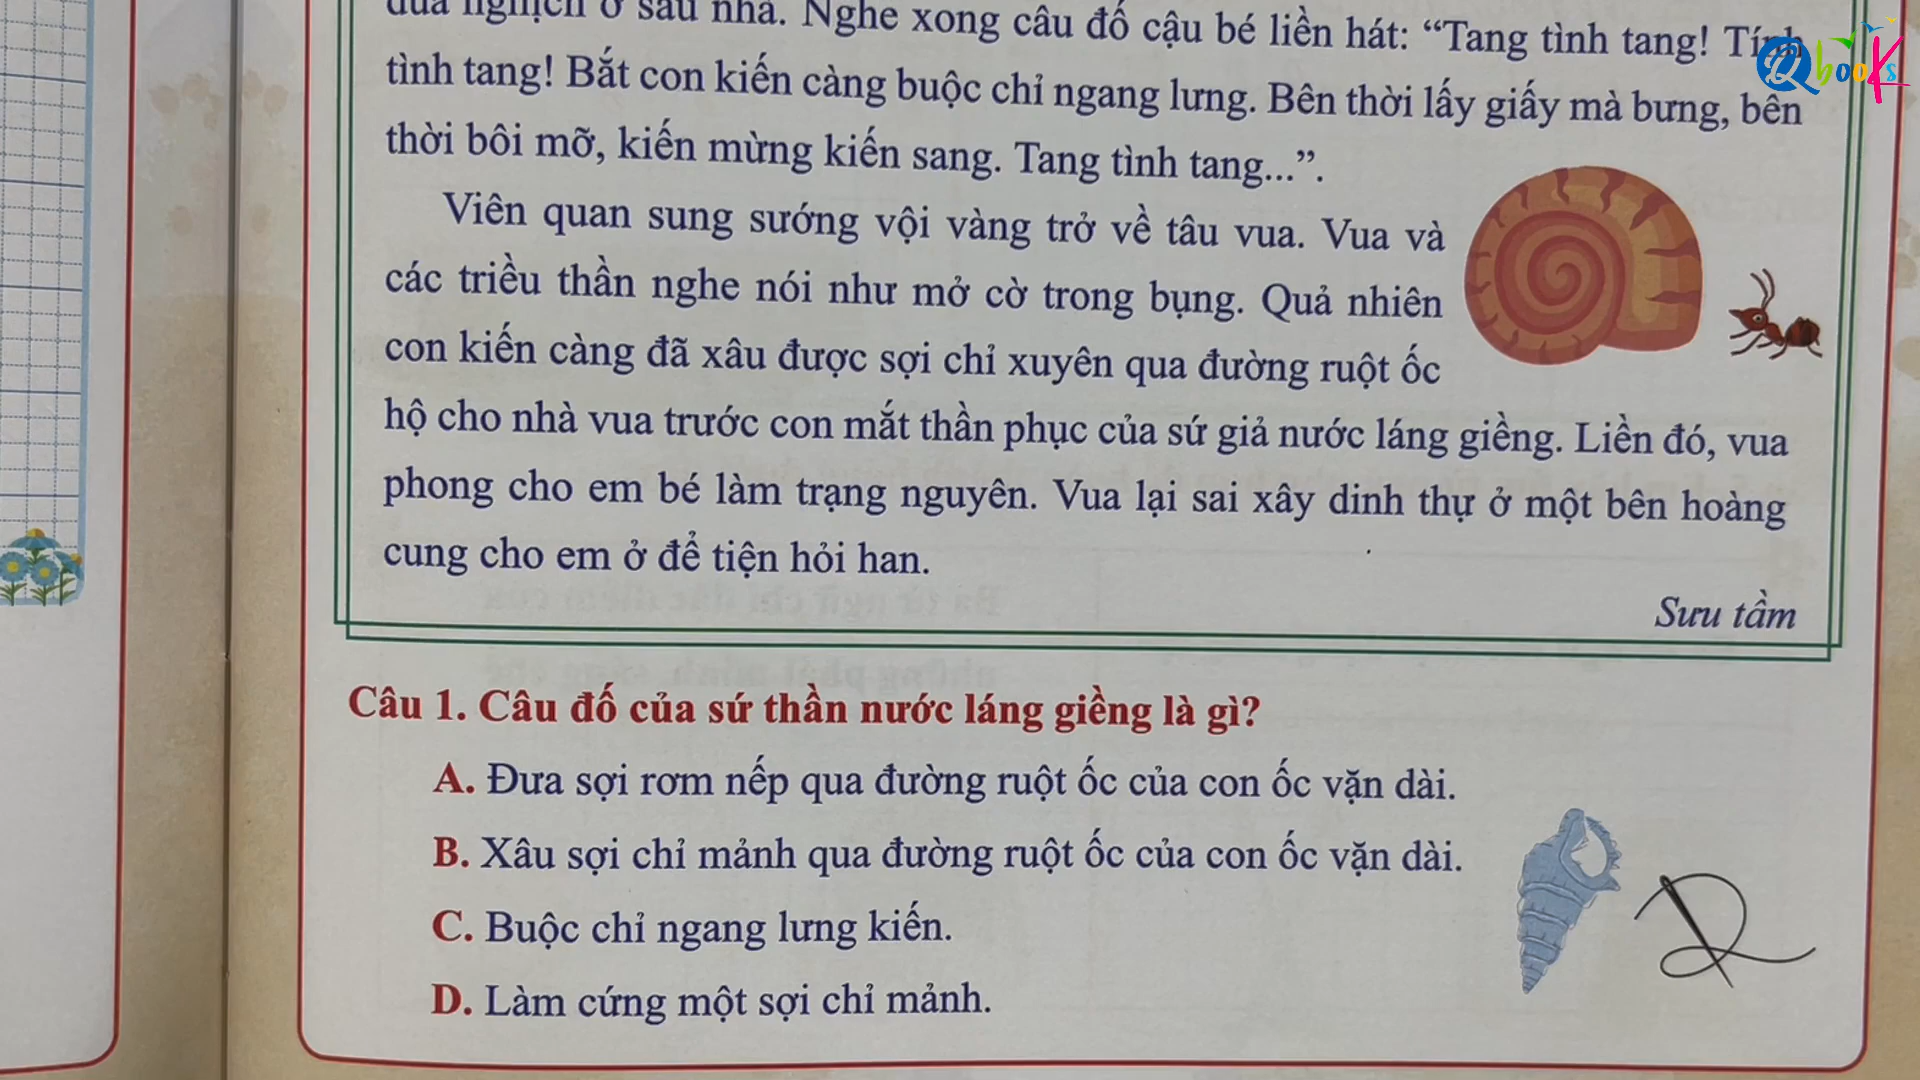 đùa nghịch ở sau nhà. Nghe xong câu đố cậu bé liền hát: “Tang tình tang! Tính
tình tang! Bắt con kiến càng buộc chỉ ngang lưng. Bên thời lấy giấy mà bưng, bên
thời bôi mỡ, kiến mừng kiến sang. Tang tình tang...”.
Viên quan sung sướng vội vàng trở về tâu vua. Vua và
các triều thần nghe nói như mở cờ trong bụng. Quả nhiên
con kiến càng đã xâu được sợi chỉ xuyên qua đường ruột ốc
hộ cho nhà vua trước con mắt thần phục của sứ giả nước láng giềng. Liền đó, vua
phong cho em bé làm trạng nguyên. Vua lại sai xây dinh thự ở một bên hoàng
cung cho em ở để tiện hỏi han.
Sưu tầm
Câu 1. Câu đố của sứ thần nước láng giềng là gì?
A. Đưa sợi rơm nếp qua đường ruột ốc của con ốc vặn dài.
B. Xâu sợi chỉ mảnh qua đường ruột ốc của con ốc vặn dài.
C. Buộc chỉ ngang lưng kiến.
D. Làm cứng một sợi chỉ mảnh.
Qbooks